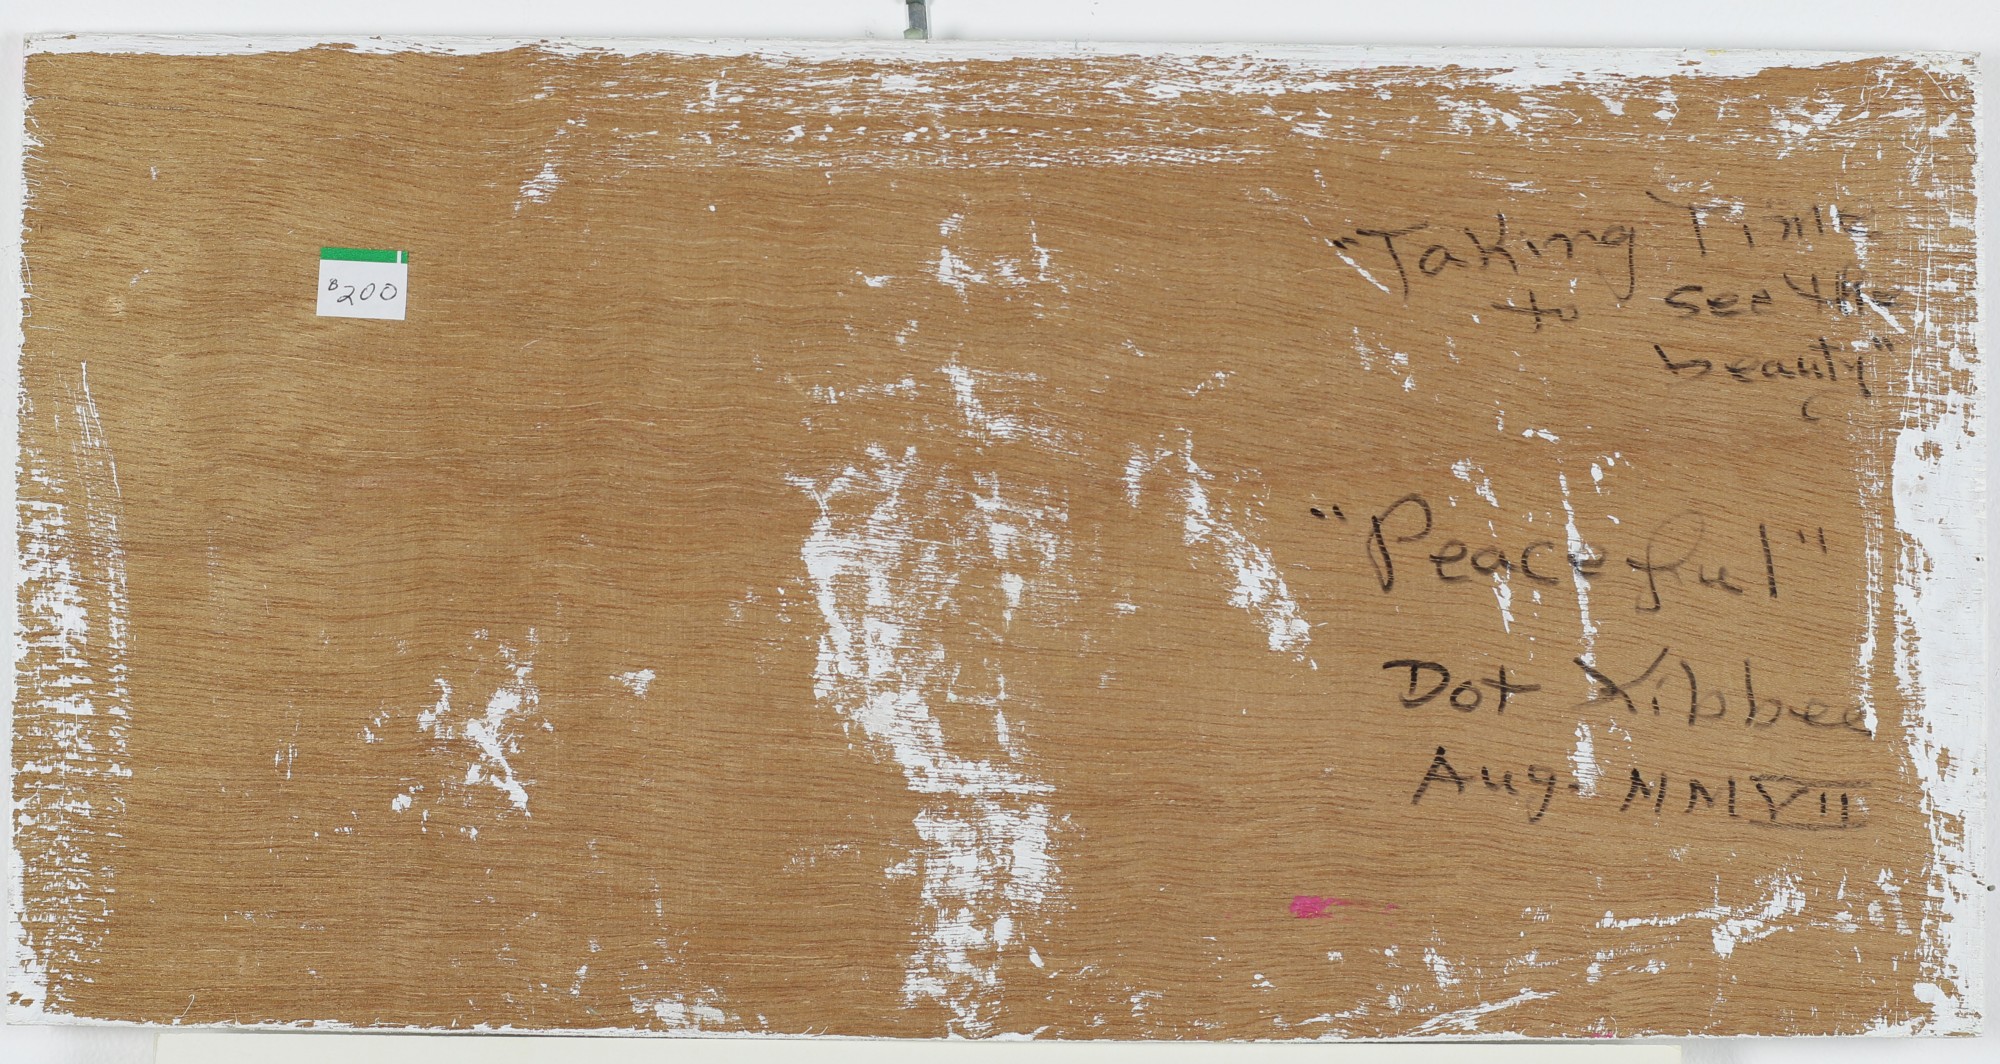 "Taking Time
to see the
beauty"
"Peaceful"
Dot Kibbee
Aug. MMVII
$200